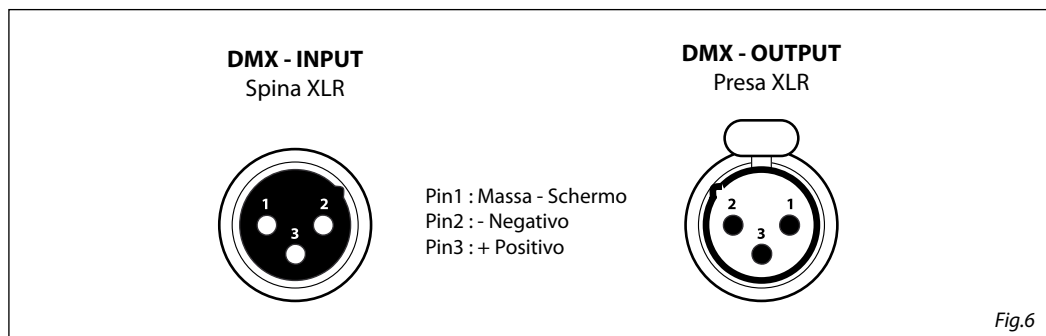 DMX - INPUT
Spina XLR
1
2
3
Pin1 : Massa - Schermo
Pin2 : - Negativo
Pin3 : + Positivo
DMX - OUTPUT
Presa XLR
2
1
3
Fig.6